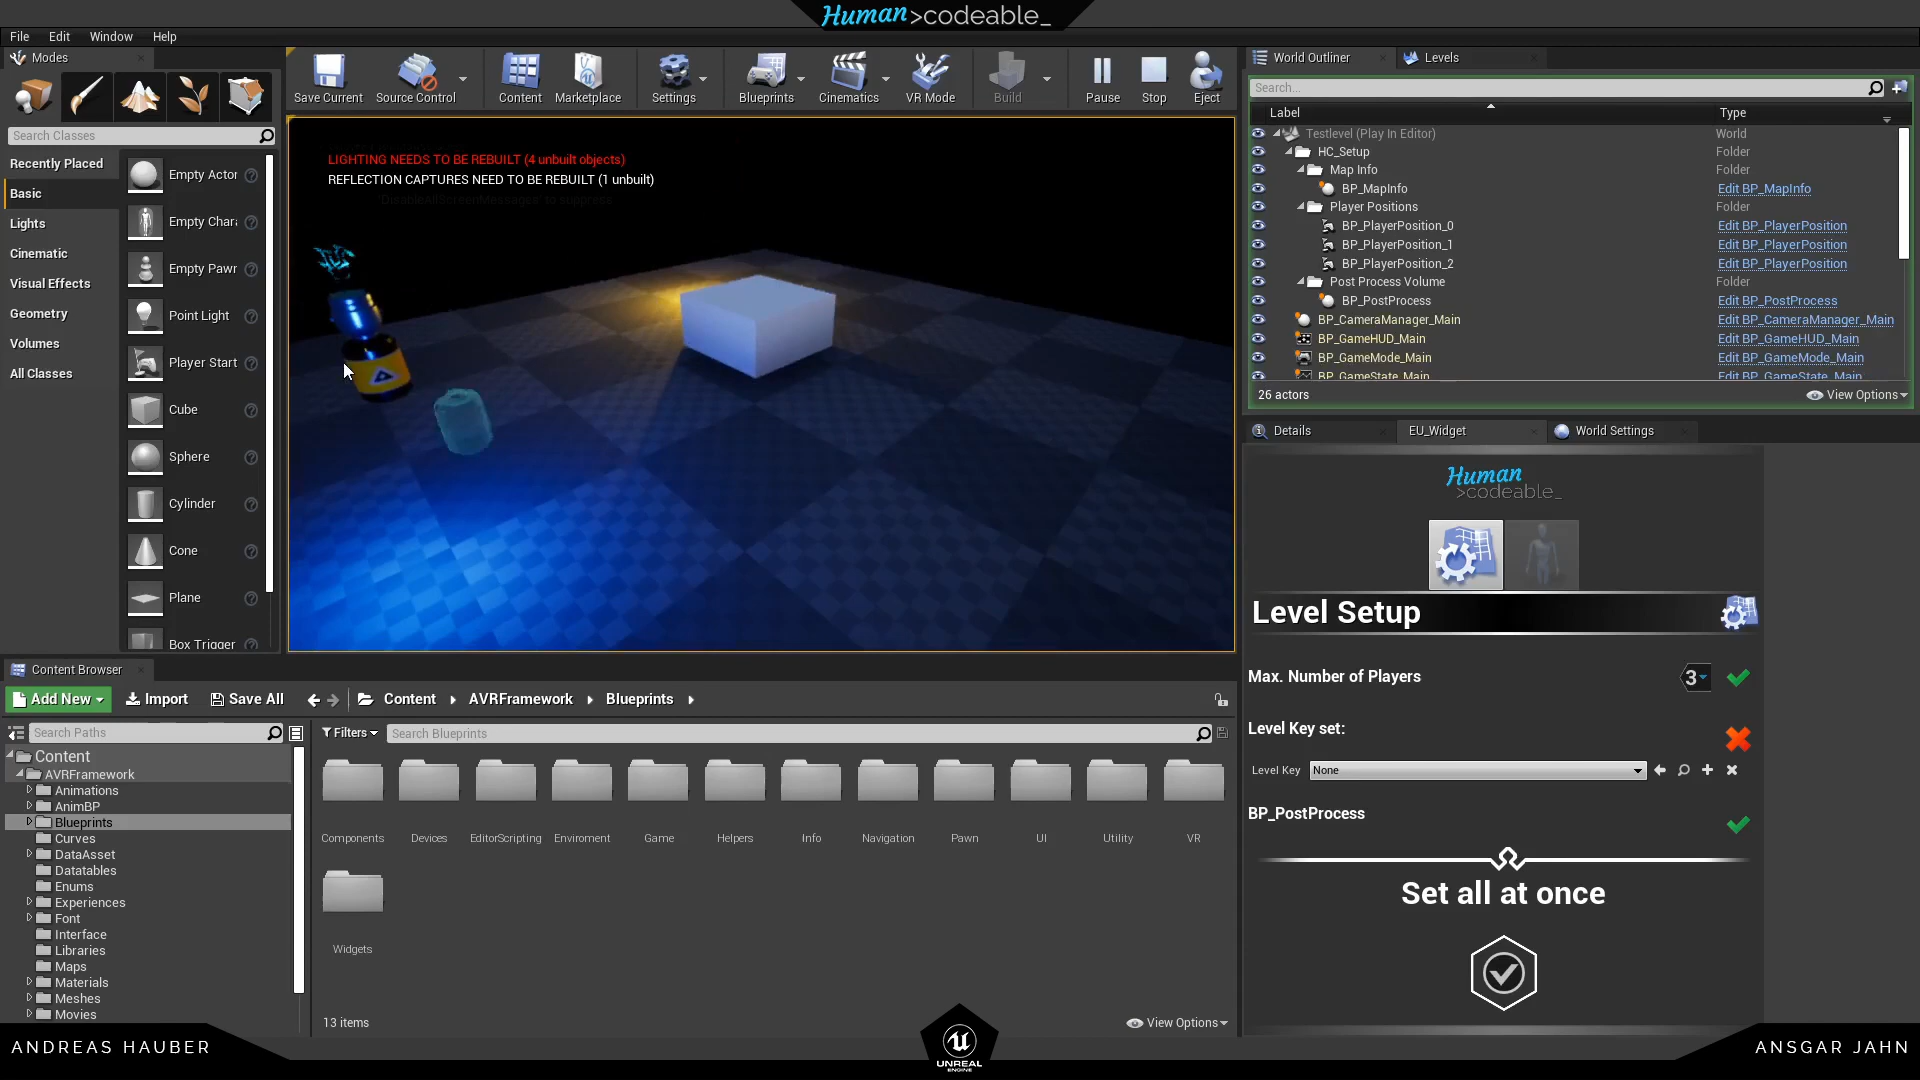 Human>codeable_
File Edit Window Help
Modes
Search Classes
Recently Placed
Basic
Lights
Cinematic
Visual Effects
Geometry
Volumes
All Classes
Empty Actor
Empty Chara
Empty Pawn
Point Light
Player Start
Cube
Sphere
Cylinder
Cone
Plane
Box Trigger
Save Current Source Control Content Marketplace Settings Blueprints Cinematics VR Mode Build Pause Stop Eject
LIGHTING NEEDS TO BE REBUILT (4 unbuilt objects)
REFLECTION CAPTURES NEED TO BE REBUILT (1 unbuilt)
'DisableAllScreenMessages' to suppress
World Outliner Levels
Search...
Label Type
Testlevel (Play In Editor) World
HC_Setup Folder
Map Info Folder
BP_MapInfo Edit BP_MapInfo
Player Positions Folder
BP_PlayerPosition_0 Edit BP_PlayerPosition
BP_PlayerPosition_1 Edit BP_PlayerPosition
BP_PlayerPosition_2 Edit BP_PlayerPosition
Post Process Volume Folder
BP_PostProcess Edit BP_PostProcess
BP_CameraManager_Main Edit BP_CameraManager_Main
BP_GameHUD_Main Edit BP_GameHUD_Main
BP_GameMode_Main Edit BP_GameMode_Main
BP_GameState_Main Edit BP_GameState_Main
26 actors View Options
Details EU_Widget World Settings
Human
>codeable_
Level Setup
Max. Number of Players 3
Level Key set:
Level Key None
BP_PostProcess
Set all at once
Content Browser
Add New Import Save All Content AVRFramework Blueprints
Search Paths
Filters Search Blueprints
Content
AVRFramework
Animations
AnimBP
Blueprints
Curves
DataAsset
Datatables
Enums
Experiences
Font
Interface
Libraries
Maps
Materials
Meshes
Movies
Components Devices EditorScripting Enviroment Game Helpers Info Navigation Pawn UI Utility VR
Widgets
13 items View Options
ANDREAS HAUBER
UNREAL
ENGINE
ANSGAR JAHN